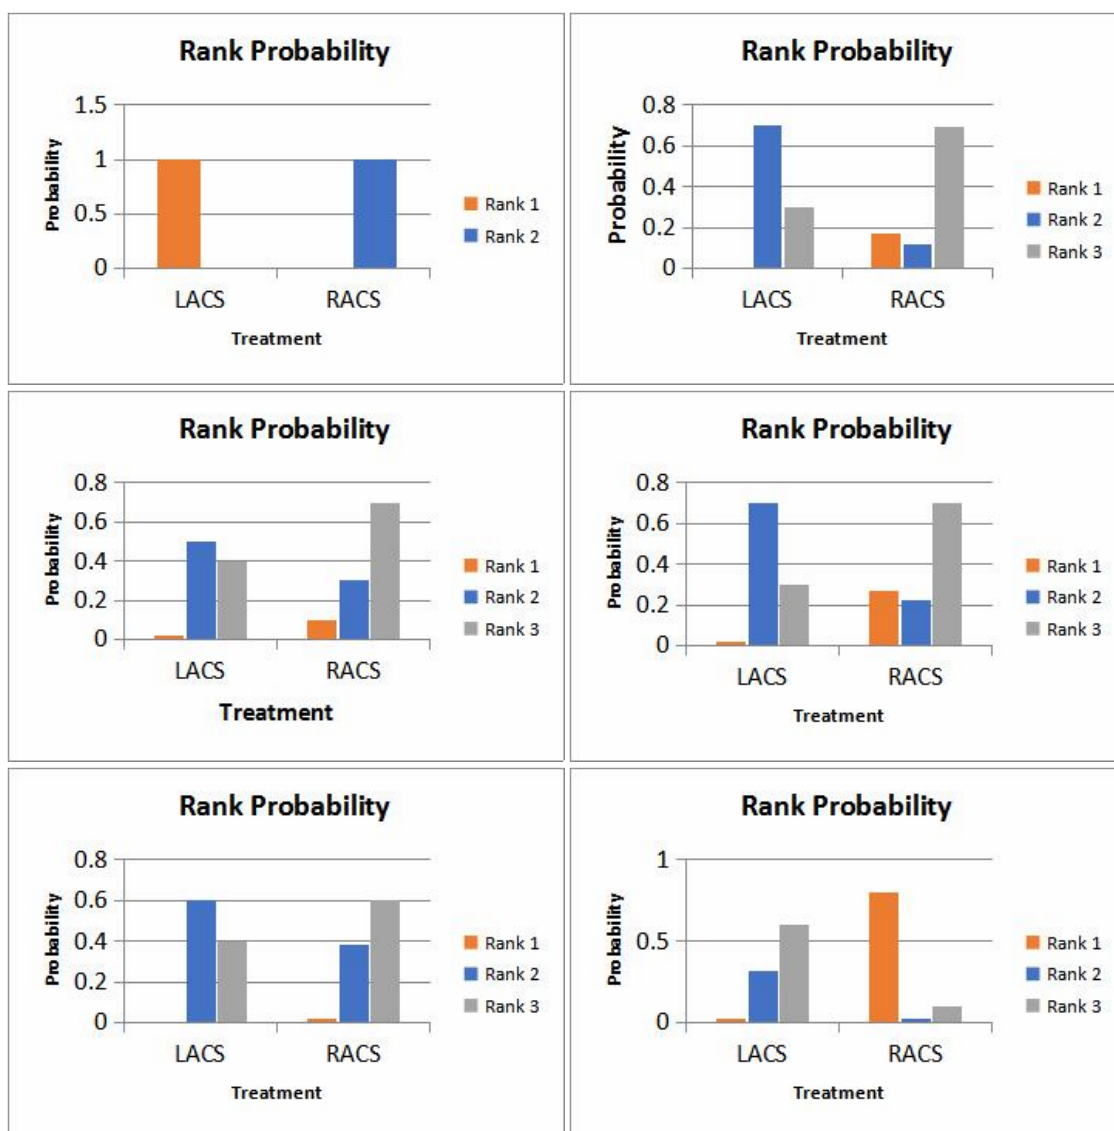 Rank Probability
1.5
1
0.5
0
Probability
LACS
RACS
Treatment
Rank 1
Rank 2
Rank Probability
0.8
0.6
0.4
0.2
0
Probability
LACS
RACS
Treatment
Rank 1
Rank 2
Rank 3
Rank Probability
0.8
0.6
0.4
0.2
0
Probability
LACS
RACS
Treatment
Rank 1
Rank 2
Rank 3
Rank Probability
0.8
0.6
0.4
0.2
0
Probability
LACS
RACS
Treatment
Rank 1
Rank 2
Rank 3
Rank Probability
0.8
0.6
0.4
0.2
0
Probability
LACS
RACS
Treatment
Rank 1
Rank 2
Rank 3
Rank Probability
1
0.5
0
Probability
LACS
RACS
Treatment
Rank 1
Rank 2
Rank 3